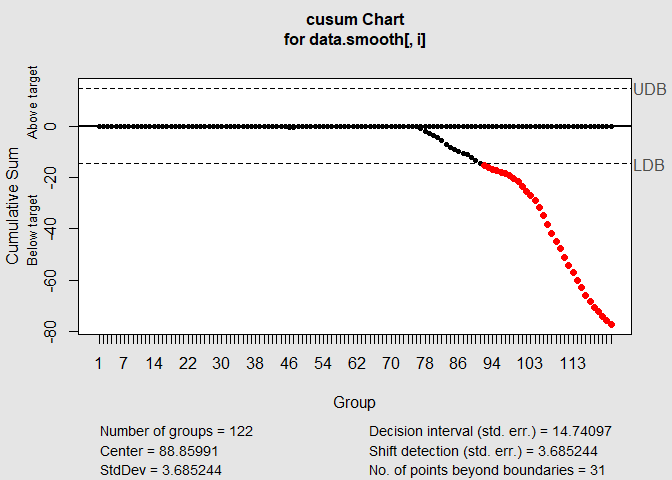 cusum Chart
for data.smooth[, i]
Cumulative Sum
Above target
Below target
0
-20
-40
-60
-80
UDB
LDB
1 7 14 22 30 38 46 54 62 70 78 86 94 103 113
Group
Number of groups = 122
Center = 88.85991
StdDev = 3.685244
Decision interval (std. err.) = 14.74097
Shift detection (std. err.) = 3.685244
No. of points beyond boundaries = 31